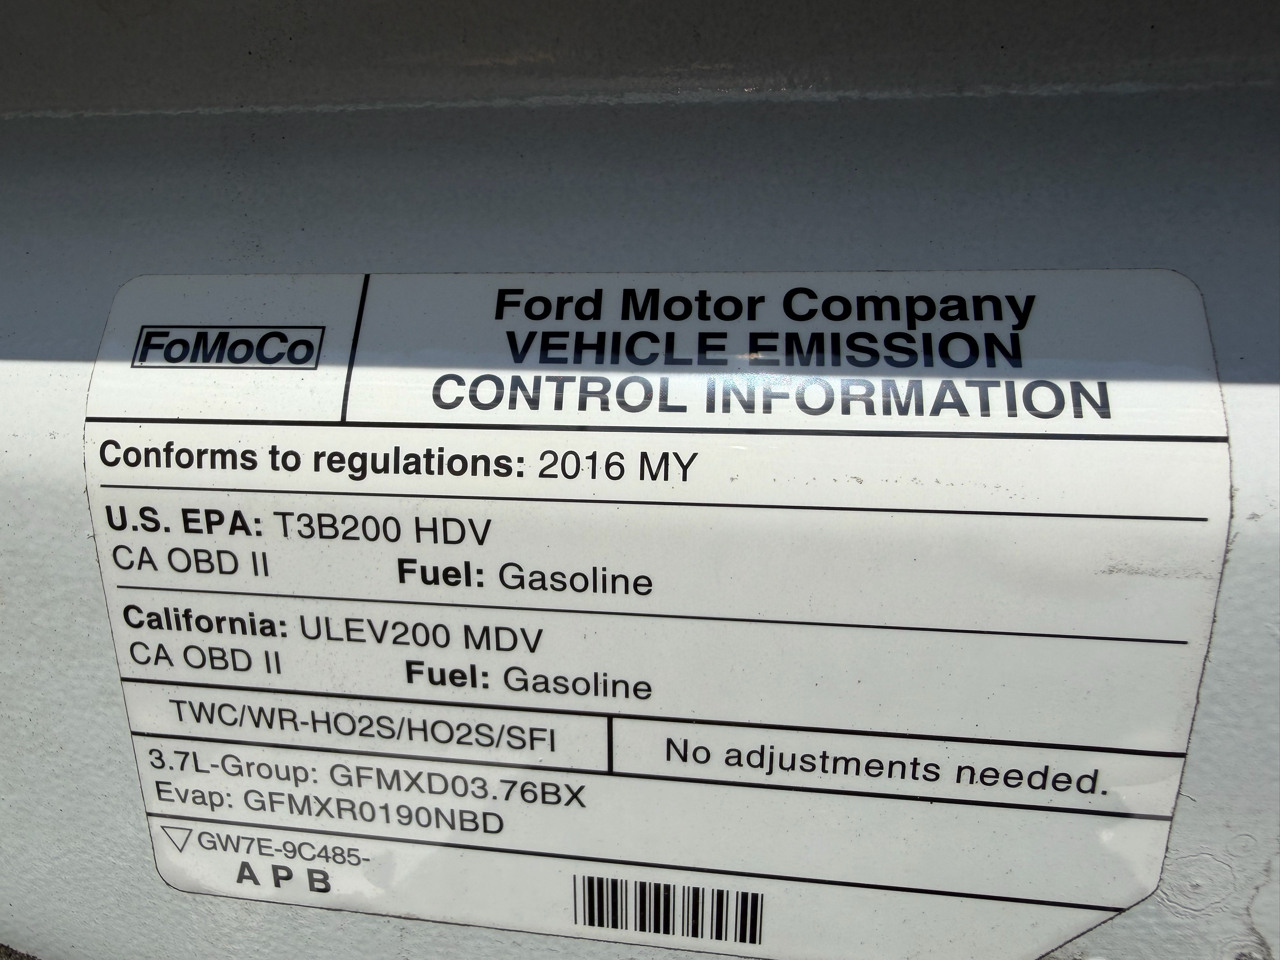 FoMoCo
Ford Motor Company
VEHICLE EMISSION
CONTROL INFORMATION
Conforms to regulations: 2016 MY
U.S. EPA: T3B200 HDV
CA OBD II Fuel: Gasoline
California: ULEV200 MDV
CA OBD II Fuel: Gasoline
TWC/WR-HO2S/HO2S/SFI
No adjustments needed.
3.7L-Group: GFMXD03.76BX
Evap: GFMXR0190NBD
GW7E-9C485-
A P B